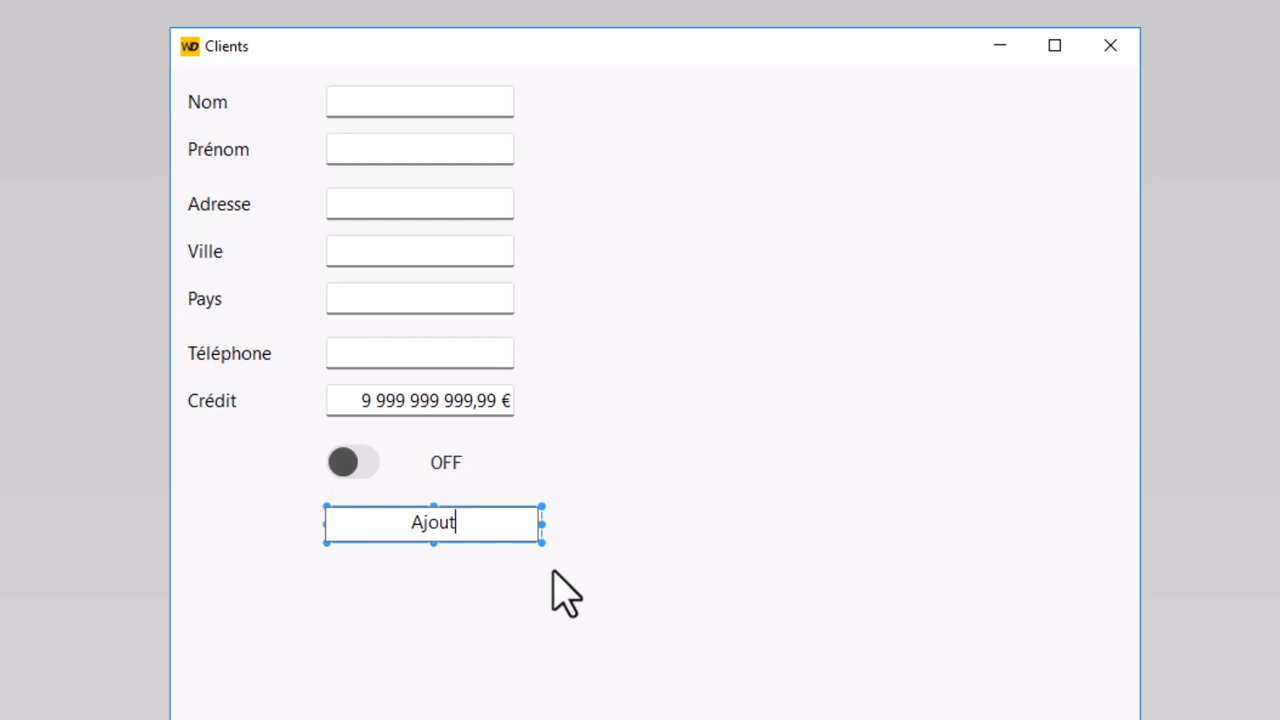 WD Clients
Nom
Prénom
Adresse
Ville
Pays
Téléphone
Crédit 9 999 999 999,99 €
OFF
Ajout